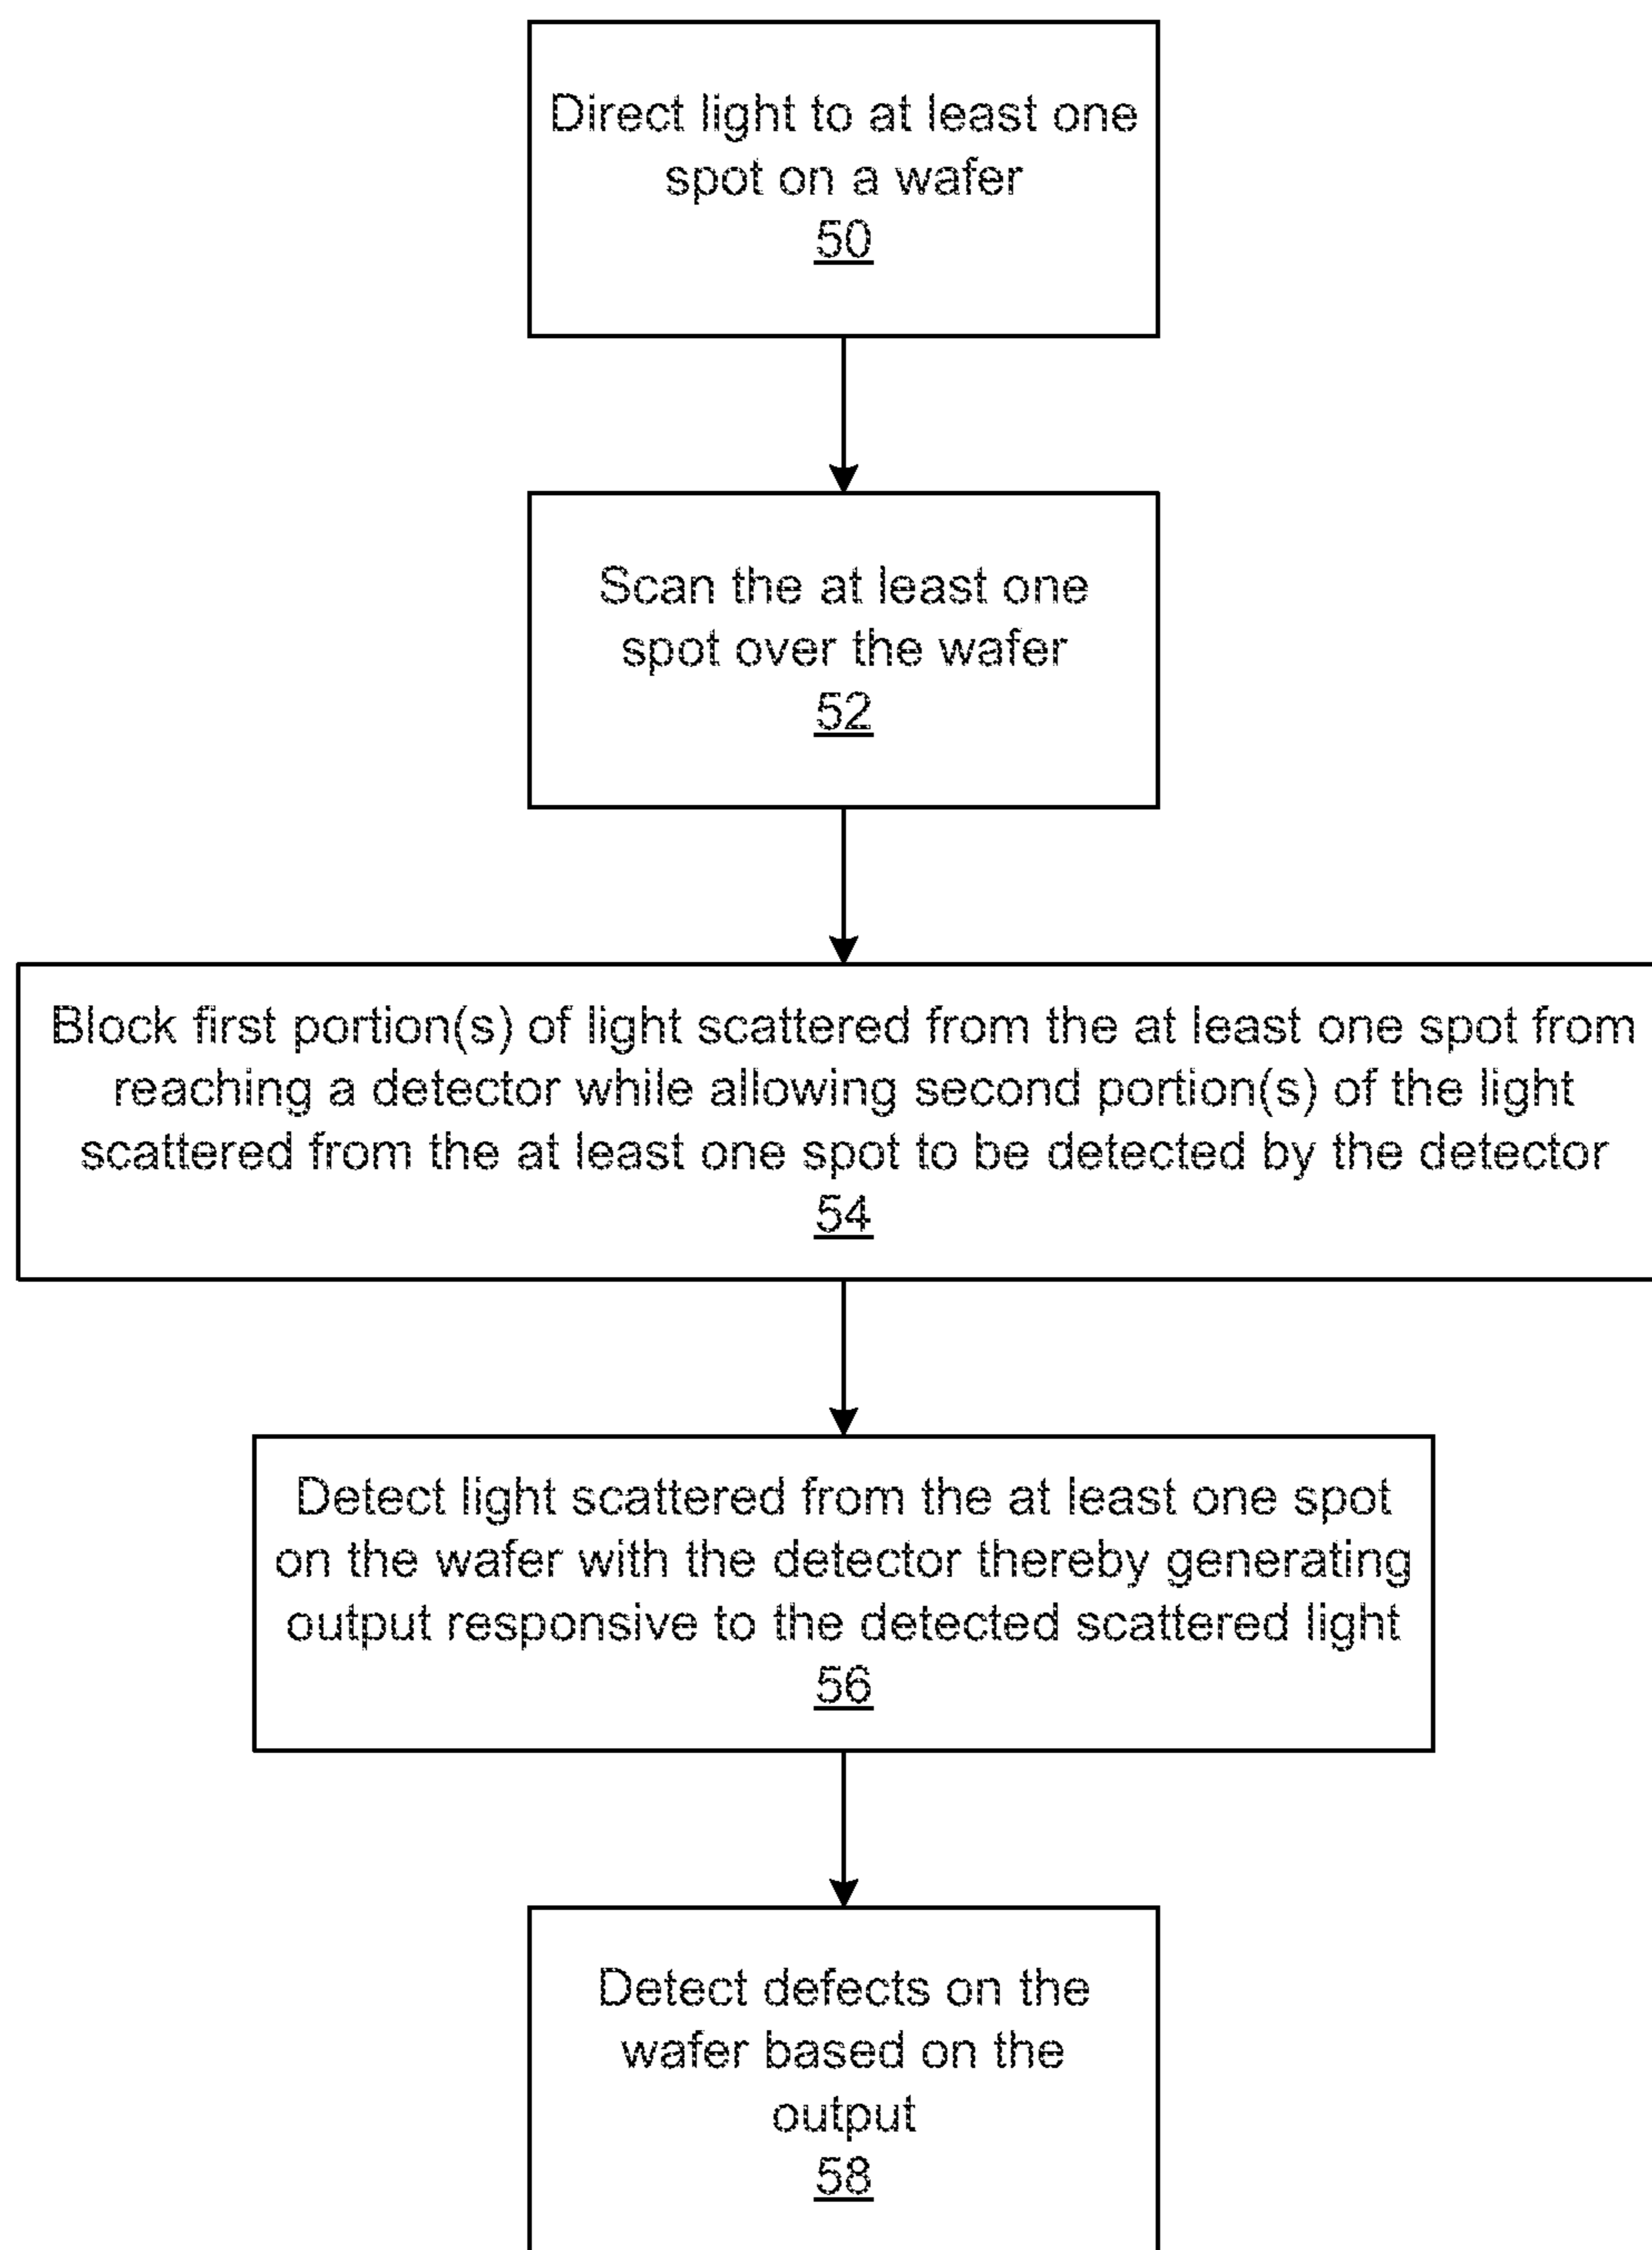 Direct light to at least one
spot on a wafer
50
Scan the at least one
spot over the wafer
52
Block first portion(s) of light scattered from the at least one spot from
reaching a detector while allowing second portion(s) of the light
scattered from the at least one spot to be detected by the detector
54
Detect light scattered from the at least one spot
on the wafer with the detector thereby generating
output responsive to the detected scattered light
56
Detect defects on the
wafer based on the
output
58